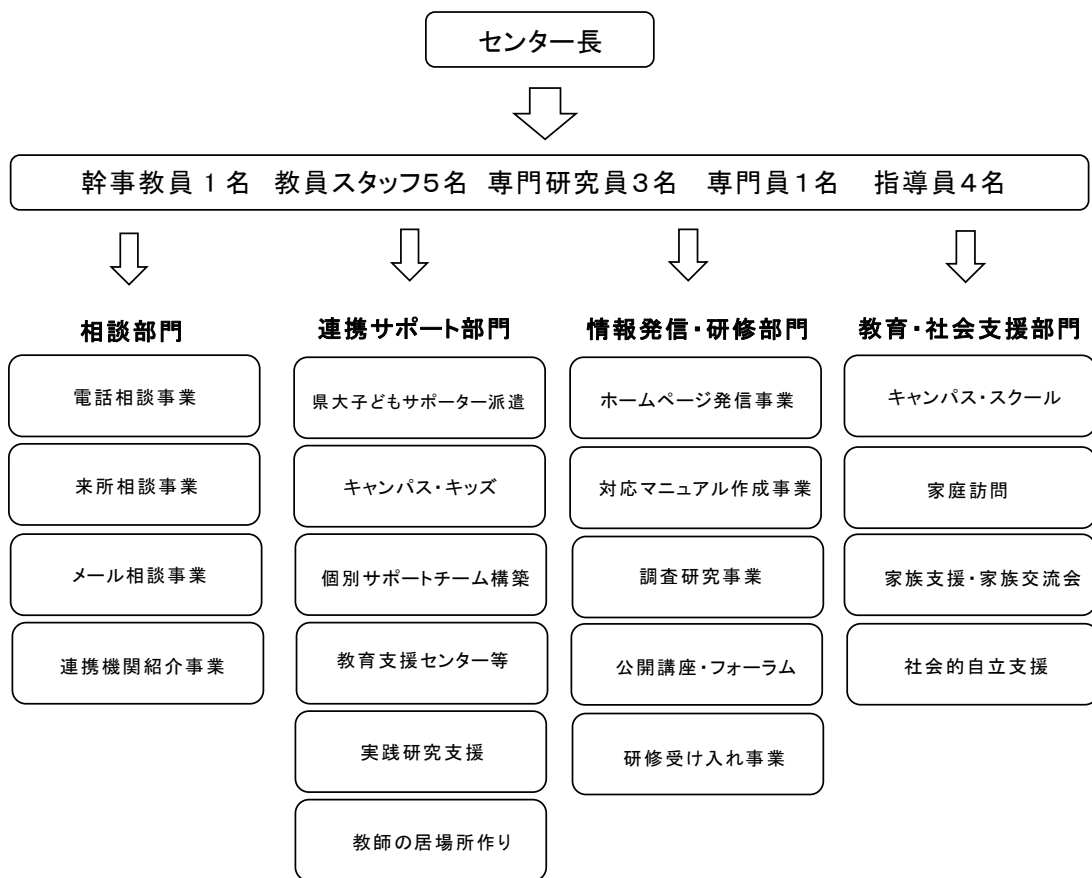 センター長
幹事教員1名 教員スタッフ5名 専門研究員3名 専門員1名 指導員4名
相談部門
電話相談事業
来所相談事業
メール相談事業
連携機関紹介事業
連携サポート部門
県大子どもサポーター派遣
キャンパス・キッズ
個別サポートチーム構築
教育支援センター等
実践研究支援
教師の居場所作り
情報発信・研修部門
ホームページ発信事業
対応マニュアル作成事業
調査研究事業
公開講座・フォーラム
研修受け入れ事業
教育・社会支援部門
キャンパス・スクール
家庭訪問
家族支援・家族交流会
社会的自立支援